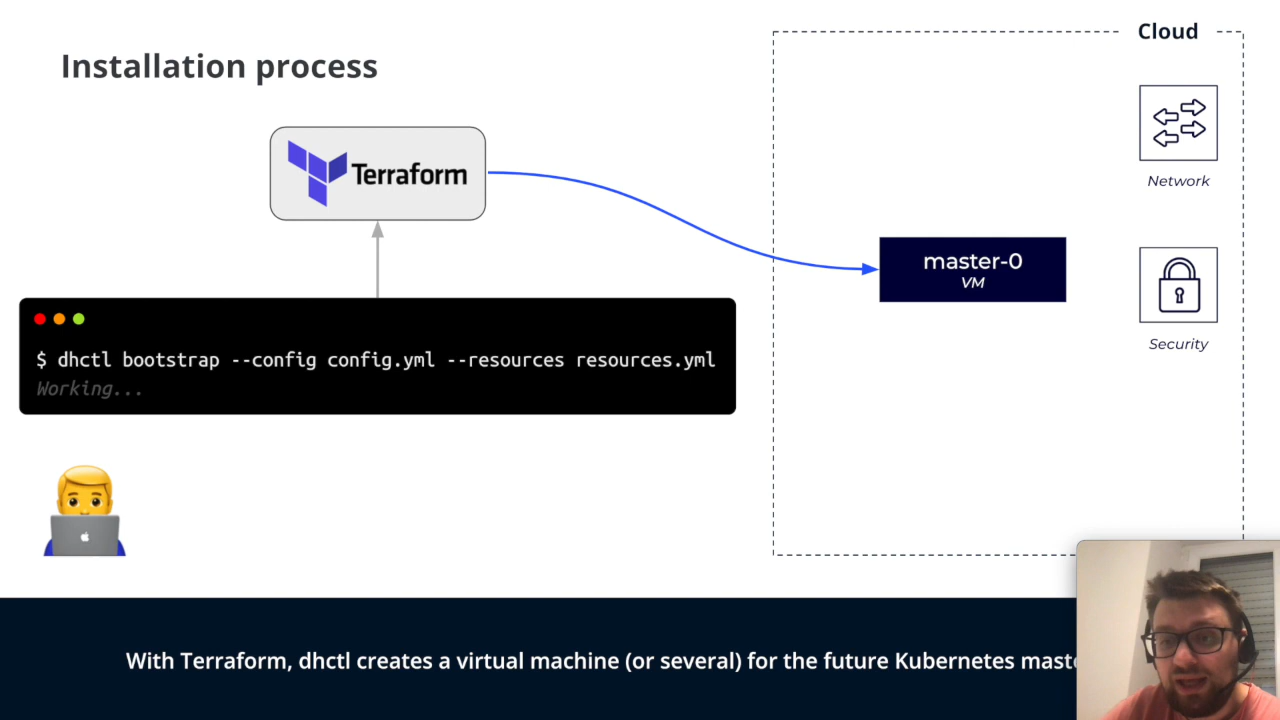 Installation process
Cloud
Terraform
Network
master-0
VM
Security
$ dhctl bootstrap --config config.yml --resources resources.yml
Working...
With Terraform, dhctl creates a virtual machine (or several) for the future Kubernetes